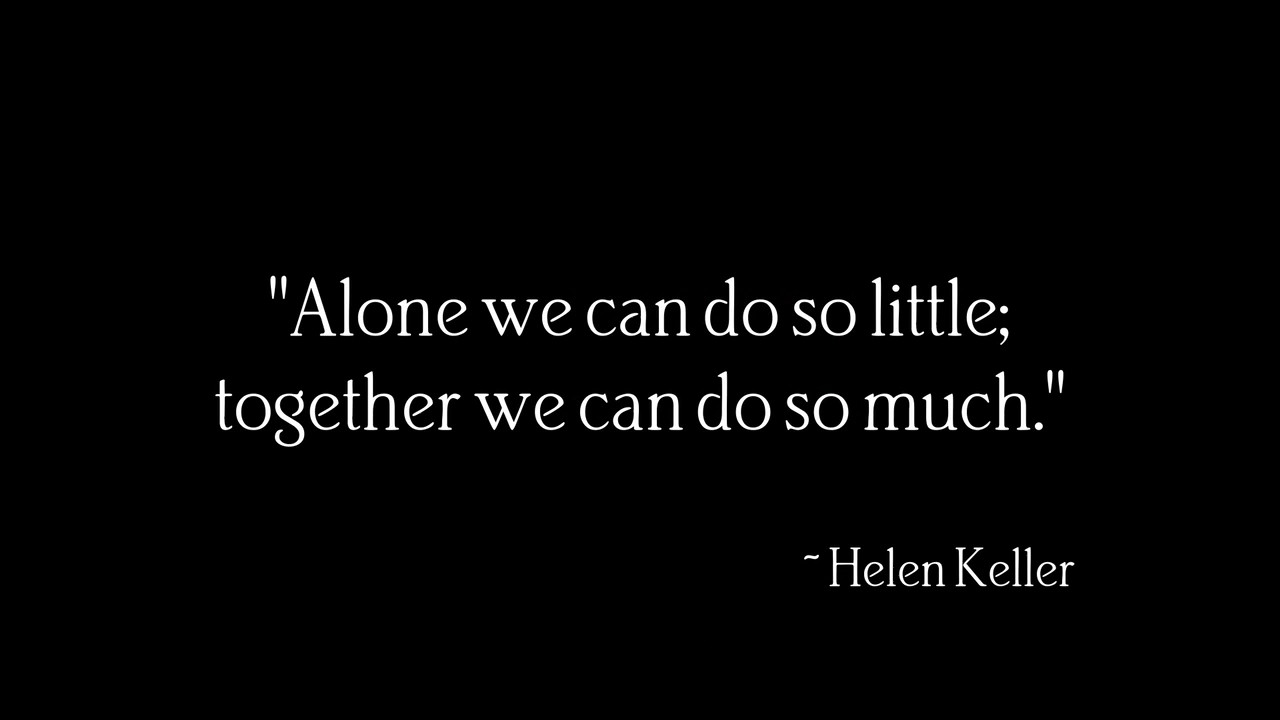 "Alone we can do so little;
together we can do so much."
~ Helen Keller